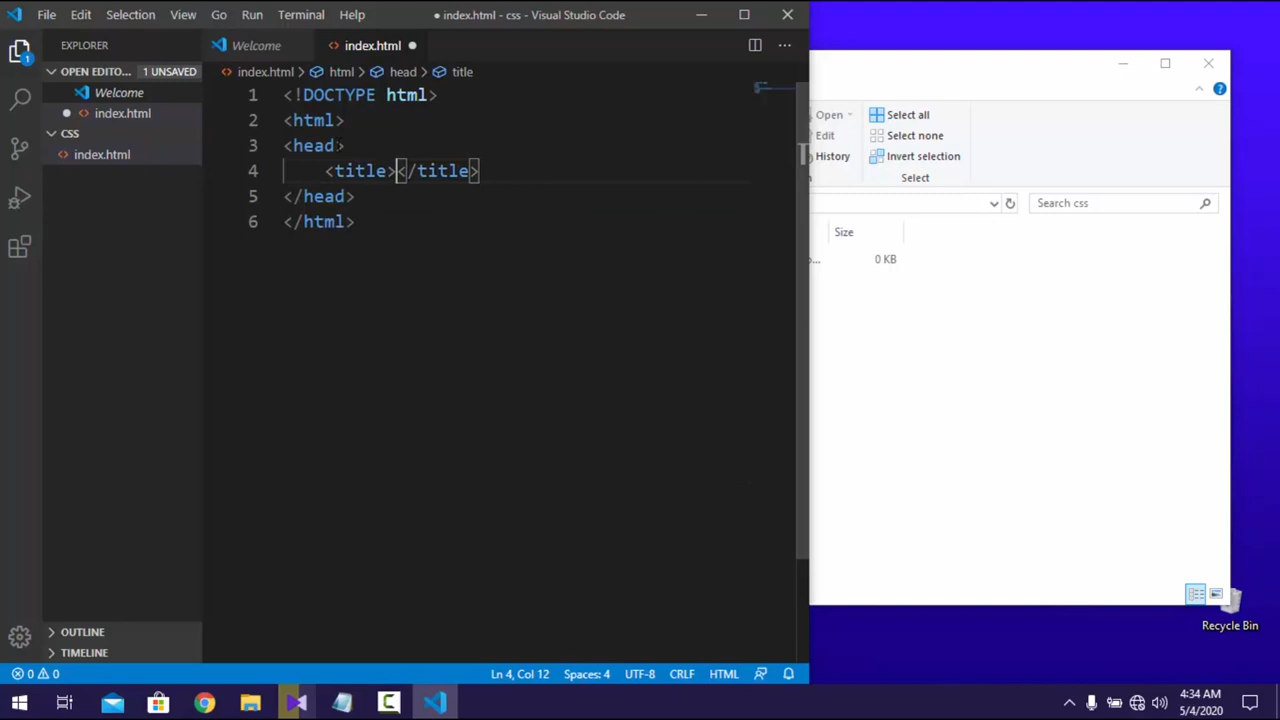 File Edit Selection View Go Run Terminal Help ● index.html - css - Visual Studio Code
EXPLORER Welcome index.html
OPEN EDITO... 1 UNSAVED index.html > html > head > title
Welcome
index.html
CSS
index.html
1 <!DOCTYPE html>
2 <html>
3 <head>
4 <title></title>
5 </head>
6 </html>
OUTLINE
TIMELINE
0 0 Ln 4, Col 12 Spaces: 4 UTF-8 CRLF HTML
Open Select all
Edit Select none
History Invert selection
Select
Search css
Size
... 0 KB
Recycle Bin
1
4:34 AM
5/4/2020